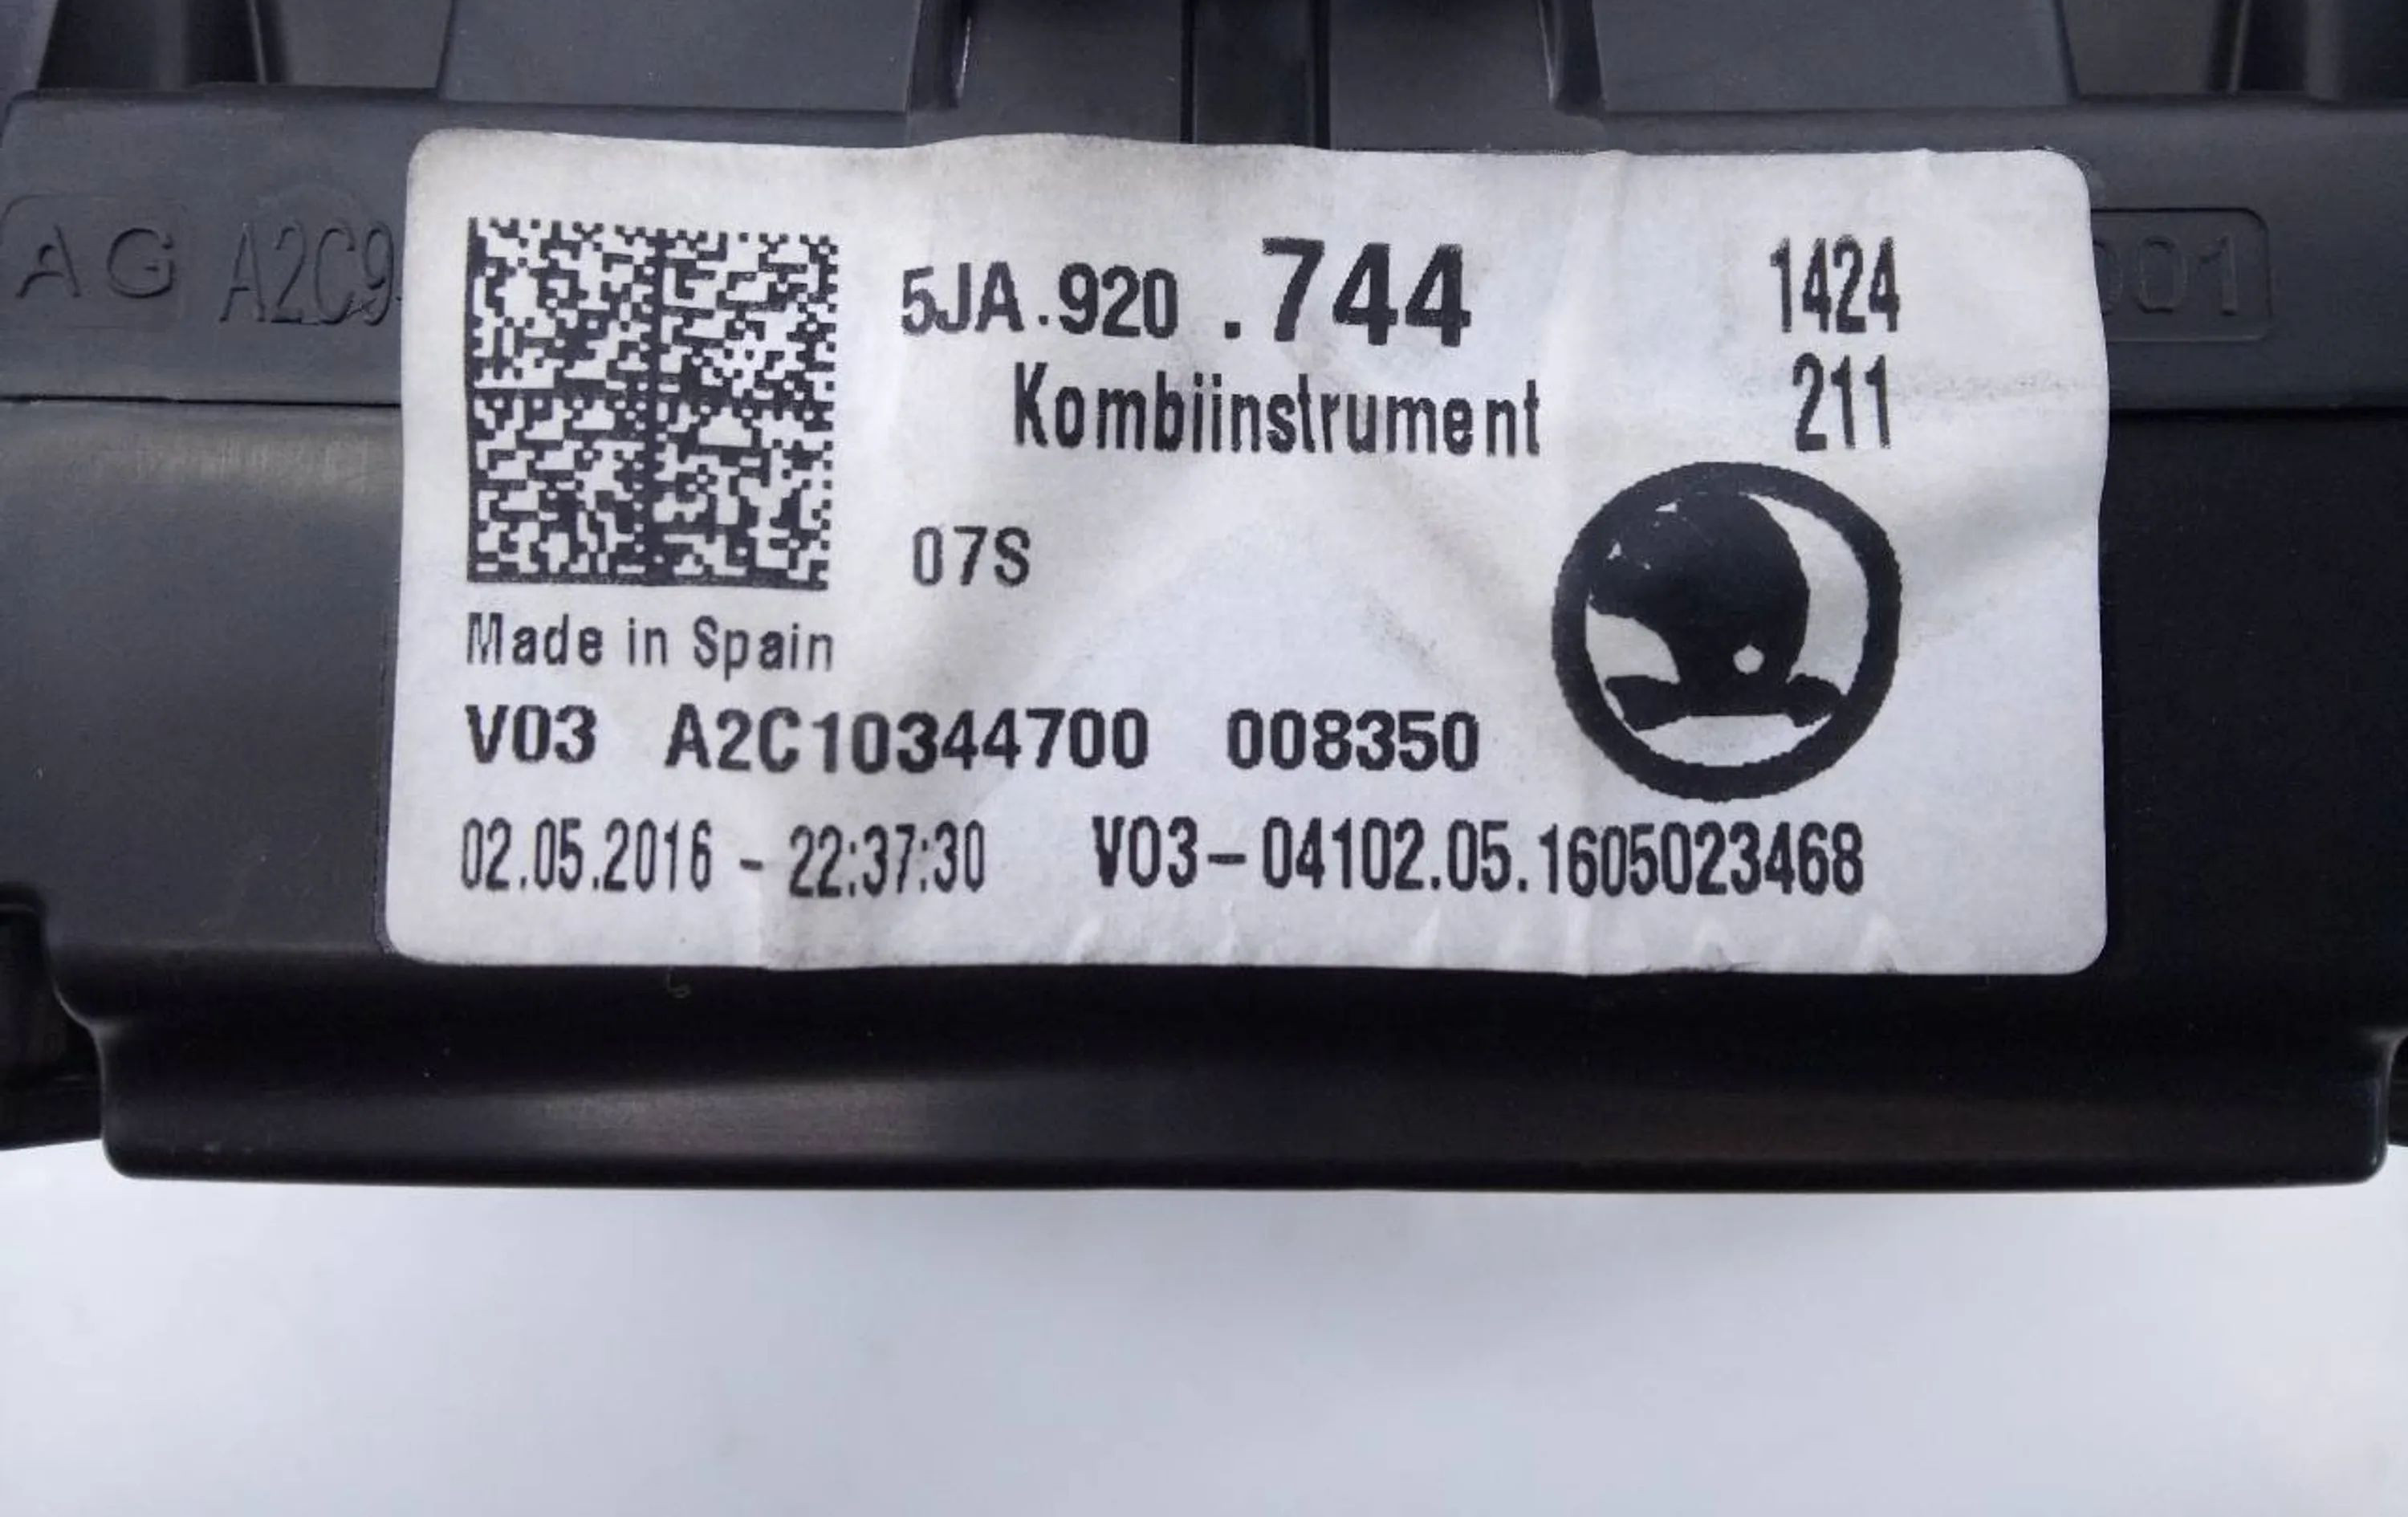 AG A2C9
001
5JA.920 .744 1424
Kombiinstrument 211
07S
Made in Spain
V03 A2C10344700 008350
02.05.2016 - 22:37:30 V03-04102.05.1605023468